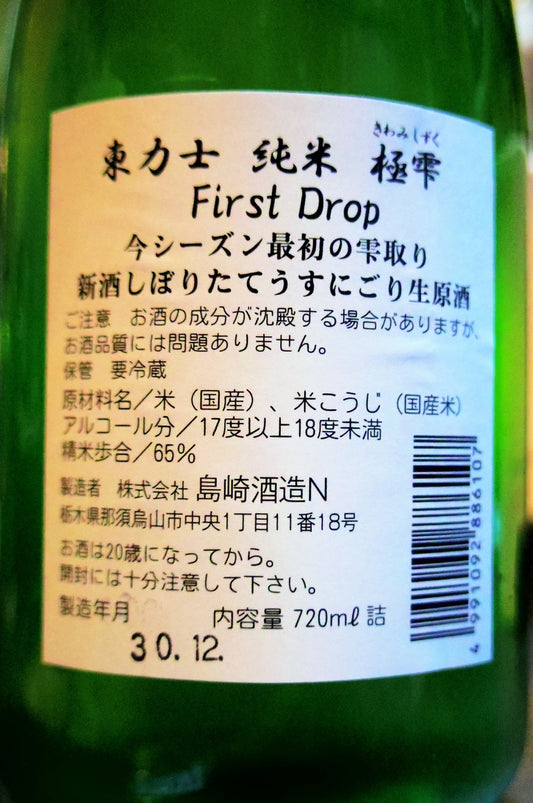 きわみしずく
東力士 純米 極雫
First Drop
今シーズン最初の雫取り
新酒しぼりたてうすにごり生原酒
ご注意 お酒の成分が沈殿する場合がありますが、
お酒品質には問題ありません。
保管 要冷蔵
原材料名／米（国産）、米こうじ（国産米）
アルコール分／17度以上18度未満
精米歩合／65%
製造者 株式会社 島崎酒造N
栃木県那須烏山市中央1丁目11番18号
お酒は20歳になってから。
開封には十分注意して下さい。
製造年月 内容量 720mℓ詰
30.12.
4 991092 886107